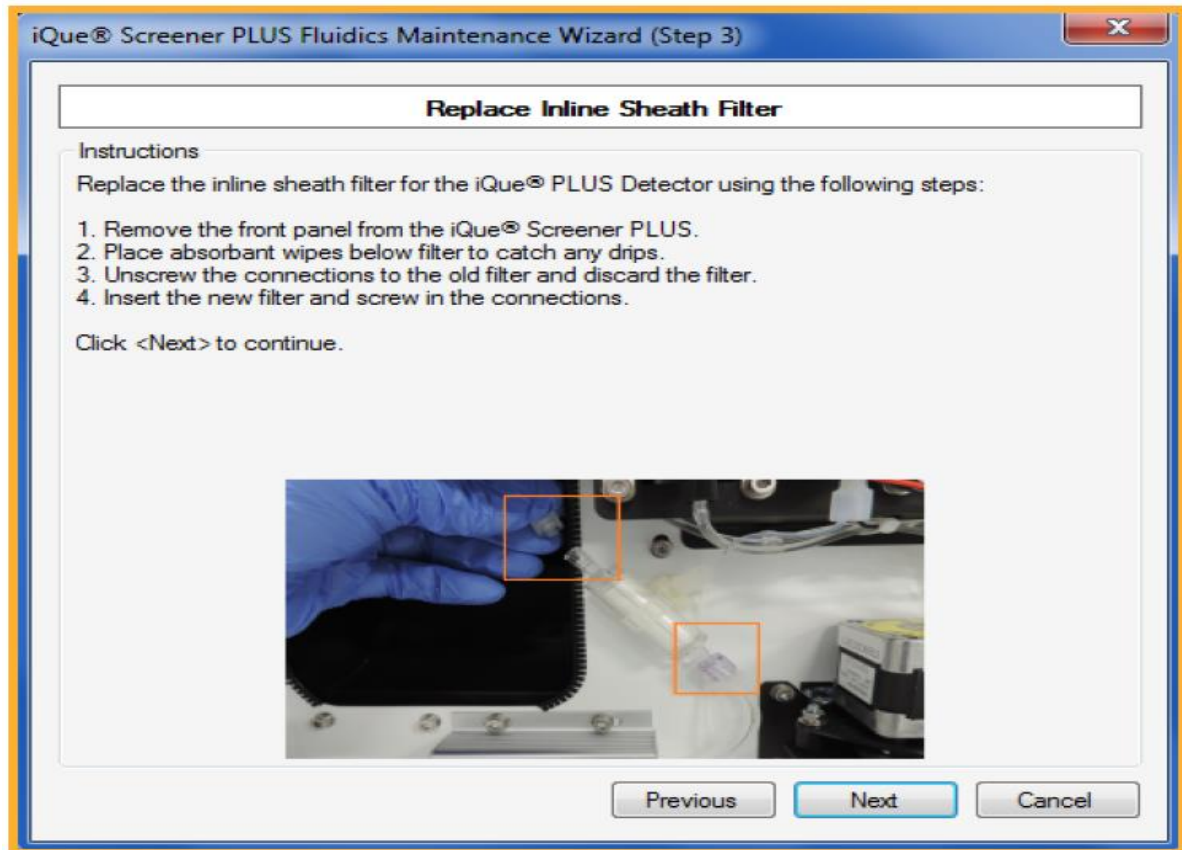 iQue® Screener PLUS Fluidics Maintenance Wizard (Step 3)
Replace Inline Sheath Filter
Instructions
Replace the inline sheath filter for the iQue® PLUS Detector using the following steps:
1. Remove the front panel from the iQue® Screener PLUS.
2. Place absorbant wipes below filter to catch any drips.
3. Unscrew the connections to the old filter and discard the filter.
4. Insert the new filter and screw in the connections.
Click <Next> to continue.
Previous
Next
Cancel